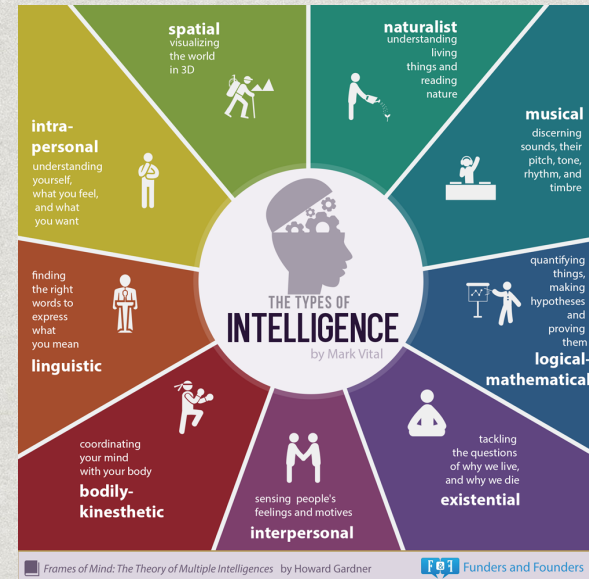 spatial
visualizing
the world
in 3D
naturalist
understanding
living
things and
reading
nature
musical
discerning
sounds, their
pitch, tone,
rhythm, and
timbre
quantifying
things,
making
hypotheses
and
proving
them
logical-
mathematical
tackling
the questions
of why we live,
and why we die
existential
sensing people's
feelings and motives
interpersonal
coordinating
your mind
with your body
bodily-
kinesthetic
finding
the right
words to
express
what
you mean
linguistic
intra-
personal
understanding
yourself,
what you feel,
and what
you want
THE TYPES OF
INTELLIGENCE
by Mark Vital
Frames of Mind: The Theory of Multiple Intelligences by Howard Gardner
F&F Funders and Founders